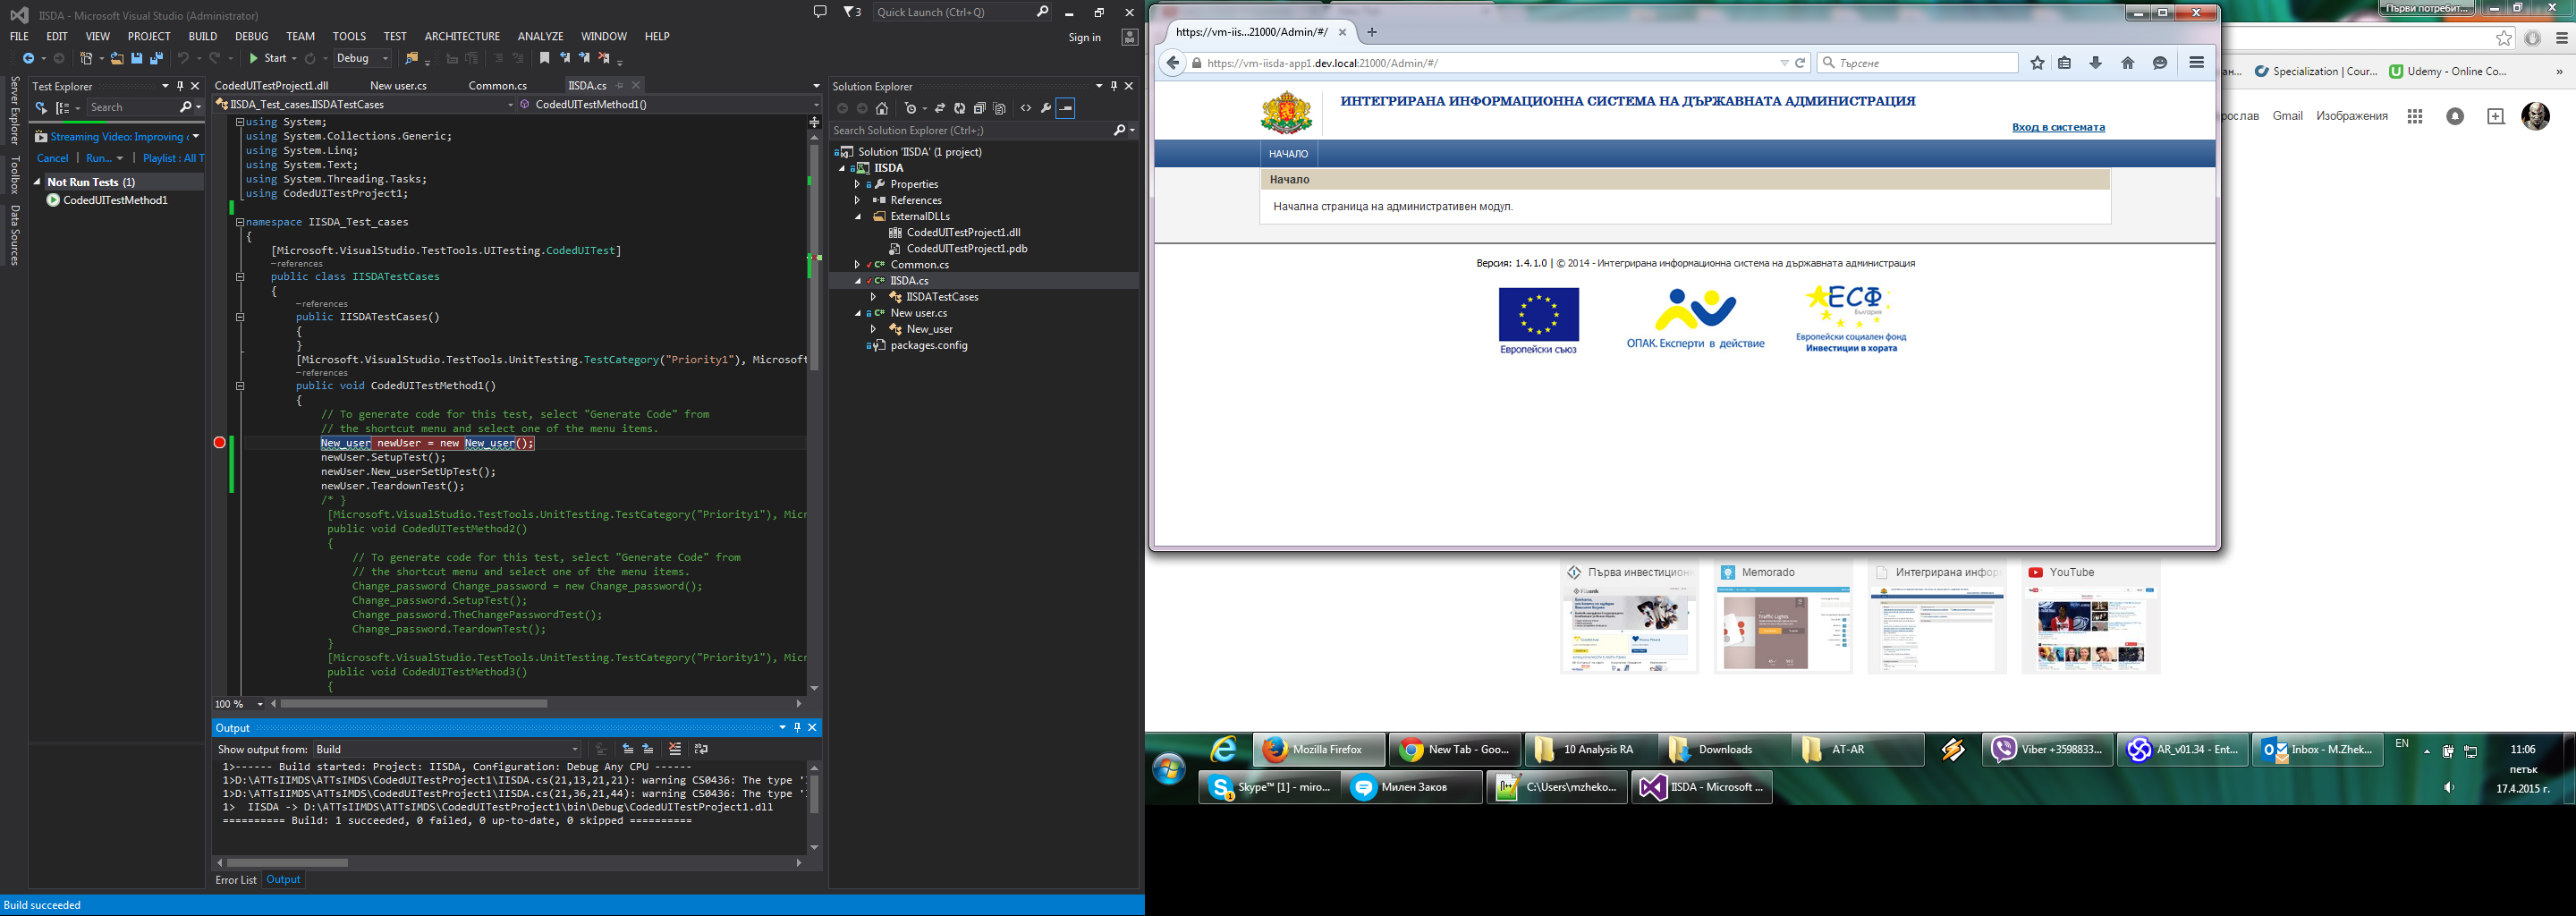 IISDA - Microsoft Visual Studio (Administrator)
3
Quick Launch (Ctrl+Q)
FILE EDIT VIEW PROJECT BUILD DEBUG TEAM TOOLS TEST ARCHITECTURE ANALYZE WINDOW HELP
Sign in
Start
Debug
Server Explorer
Toolbox
Data Sources
Test Explorer
Search
Streaming Video: Improving
Cancel | Run... | Playlist : All T
Not Run Tests (1)
CodedUITestMethod1
CodedUITestProject1.dll New user.cs Common.cs IISDA.cs
IISDA_Test_cases.IISDATestCases
CodedUITestMethod1()
using System;
using System.Collections.Generic;
using System.Linq;
using System.Text;
using System.Threading.Tasks;
using CodedUITestProject1;
namespace IISDA_Test_cases
{
[Microsoft.VisualStudio.TestTools.UITesting.CodedUITest]
–references
public class IISDATestCases
{
–references
public IISDATestCases()
{
}
[Microsoft.VisualStudio.TestTools.UnitTesting.TestCategory("Priority1"), Microsoft
–references
public void CodedUITestMethod1()
{
// To generate code for this test, select "Generate Code" from
// the shortcut menu and select one of the menu items.
New_user newUser = new New_user();
newUser.SetupTest();
newUser.New_userSetUpTest();
newUser.TeardownTest();
/* }
[Microsoft.VisualStudio.TestTools.UnitTesting.TestCategory("Priority1"), Mic
public void CodedUITestMethod2()
{
// To generate code for this test, select "Generate Code" from
// the shortcut menu and select one of the menu items.
Change_password Change_password = new Change_password();
Change_password.SetupTest();
Change_password.TheChangePasswordTest();
Change_password.TeardownTest();
}
[Microsoft.VisualStudio.TestTools.UnitTesting.TestCategory("Priority1"), Mic
public void CodedUITestMethod3()
{
100 %
Output
Show output from: Build
1>------ Build started: Project: IISDA, Configuration: Debug Any CPU ------
1>D:\ATTsIIMDS\ATTsIMDS\CodedUITestProject1\IISDA.cs(21,13,21,21): warning CS0436: The type '
1>D:\ATTsIIMDS\ATTsIMDS\CodedUITestProject1\IISDA.cs(21,36,21,44): warning CS0436: The type '
1> IISDA -> D:\ATTsIIMDS\ATTsIMDS\CodedUITestProject1\bin\Debug\CodedUITestProject1.dll
========== Build: 1 succeeded, 0 failed, 0 up-to-date, 0 skipped ==========
Error List Output
Build succeeded
Solution Explorer
Search Solution Explorer (Ctrl+;)
Solution 'IISDA' (1 project)
IISDA
Properties
References
ExternalDLLs
CodedUITestProject1.dll
CodedUITestProject1.pdb
Common.cs
IISDA.cs
IISDATestCases
New user.cs
New_user
packages.config
https://vm-iis...21000/Admin/#/
https://vm-iisda-app1.dev.local:21000/Admin/#/
Търсене
ИНТЕГРИРАНА ИНФОРМАЦИОННА СИСТЕМА НА ДЪРЖАВНАТА АДМИНИСТРАЦИЯ
Вход в системата
НАЧАЛО
Начало
Начална страница на административен модул.
Версия: 1.4.1.0 | © 2014 - Интегрирана информационна система на държавната администрация
Европейски съюз
ОПАК. Експерти в действие
ЕСФ
България
Европейски социален фонд
Инвестиции в хората
Първи потребит...
ан...
Specialization | Cour...
Udemy - Online Co...
»
рослав Gmail Изображения
Първа инвестицион
Memorado
Интегрирана инфор
YouTube
Mozilla Firefox
New Tab - Goo...
10 Analysis RA
Downloads
AT-AR
Viber +3598833...
AR_v01.34 - Ent...
Inbox - M.Zhek...
EN
11:06
петък
17.4.2015 г.
Skype™ [1] - miro...
Милен Заков
C:\Users\mzheko...
IISDA - Microsoft ...